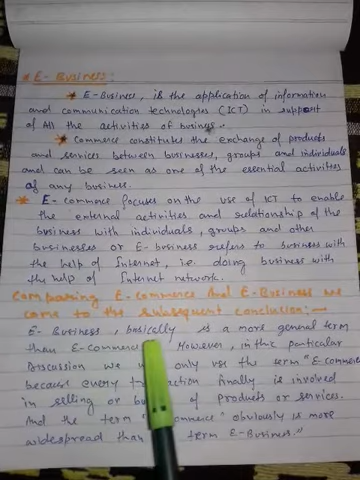 * E-Business:
* E-Business, is the application of information
and communication technologies (ICT) in support
of All the activities of business.
* Commerce constitutes the exchange of products
and services between businesses, groups and individuals
and can be seen as one of the essential activities
of any business.
* E-commerce focuses on the use of ICT to enable
the external activities and relationship of the
business with individuals, groups and other
businesses or E-business refers to business with
the help of Internet, i.e. doing business with
the help of Internet network.
Comparing E-commerce And E-Business we
come to the subsequent conclusion:-
E-Business, basically is a more general term
than E-commerce. However, in this particular
discussion we only use the term "E-commerce
because every finally is involved
in selling or of products or services.
And the term obviously is more
widespread than term E-Business."